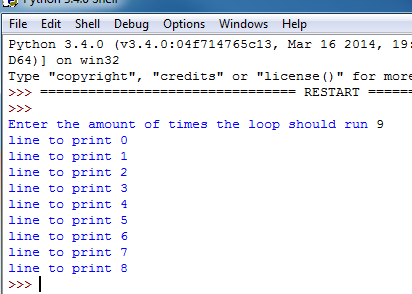 Python 3.4.0 Shell
File Edit Shell Debug Options Windows Help
Python 3.4.0 (v3.4.0:04f714765c13, Mar 16 2014, 19:
D64)] on win32
Type "copyright", "credits" or "license()" for more
>>> ================================ RESTART ======
>>>
Enter the amount of times the loop should run 9
line to print 0
line to print 1
line to print 2
line to print 3
line to print 4
line to print 5
line to print 6
line to print 7
line to print 8
>>>